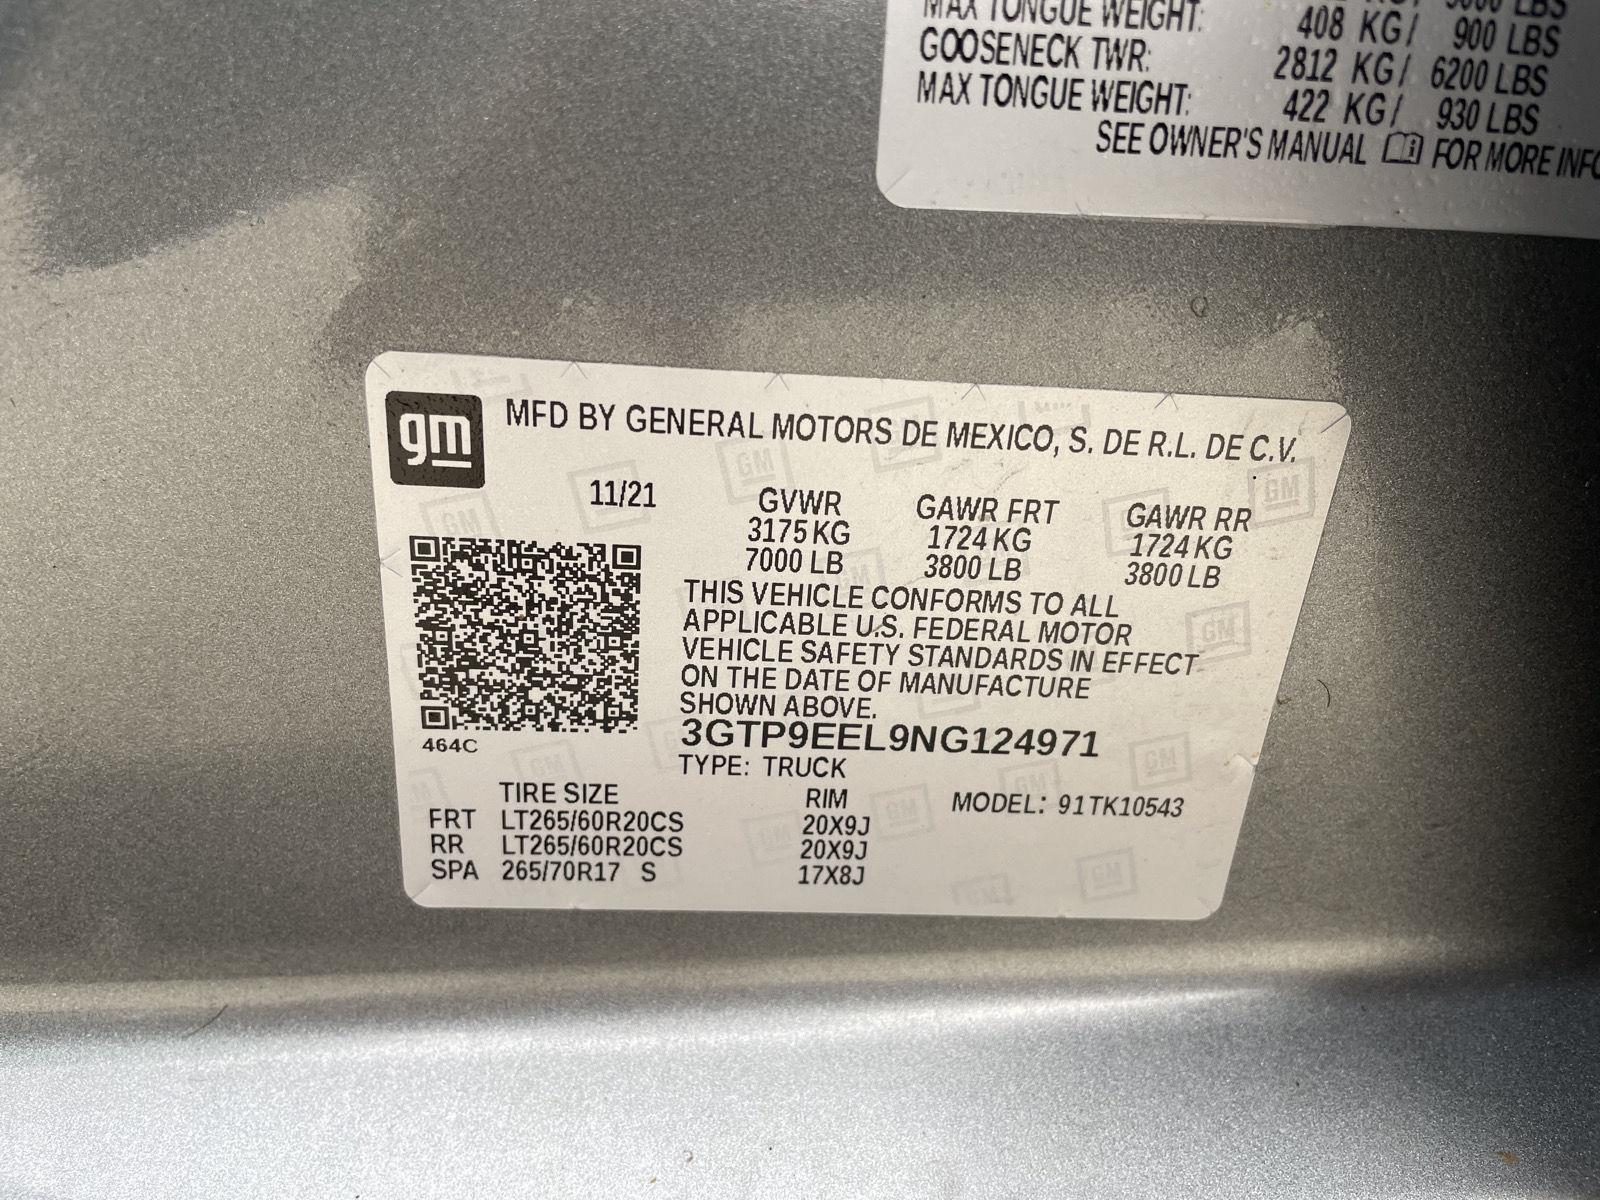 MAX TONGUE WEIGHT: 408 KG/ 900 LBS
GOOSENECK TWR: 2812 KG/ 6200 LBS
MAX TONGUE WEIGHT: 422 KG/ 930 LBS
SEE OWNER'S MANUAL FOR MORE INFO
gm
MFD BY GENERAL MOTORS DE MEXICO, S. DE R.L. DE C.V.
11/21 GVWR GAWR FRT GAWR RR
3175 KG 1724 KG 1724 KG
7000 LB 3800 LB 3800 LB
THIS VEHICLE CONFORMS TO ALL
APPLICABLE U.S. FEDERAL MOTOR
VEHICLE SAFETY STANDARDS IN EFFECT
ON THE DATE OF MANUFACTURE
SHOWN ABOVE.
3GTP9EEL9NG124971
464C
TYPE: TRUCK
TIRE SIZE RIM MODEL: 91TK10543
FRT LT265/60R20CS 20X9J
RR LT265/60R20CS 20X9J
SPA 265/70R17 S 17X8J